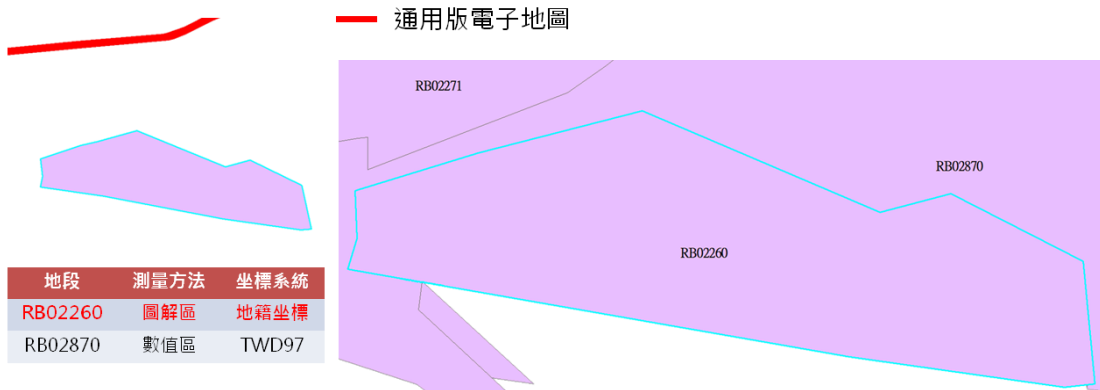 通用版電子地圖
RB02271
RB02870
RB02260
地段 測量方法 坐標系統
RB02260 圖解區 地籍坐標
RB02870 數值區 TWD97